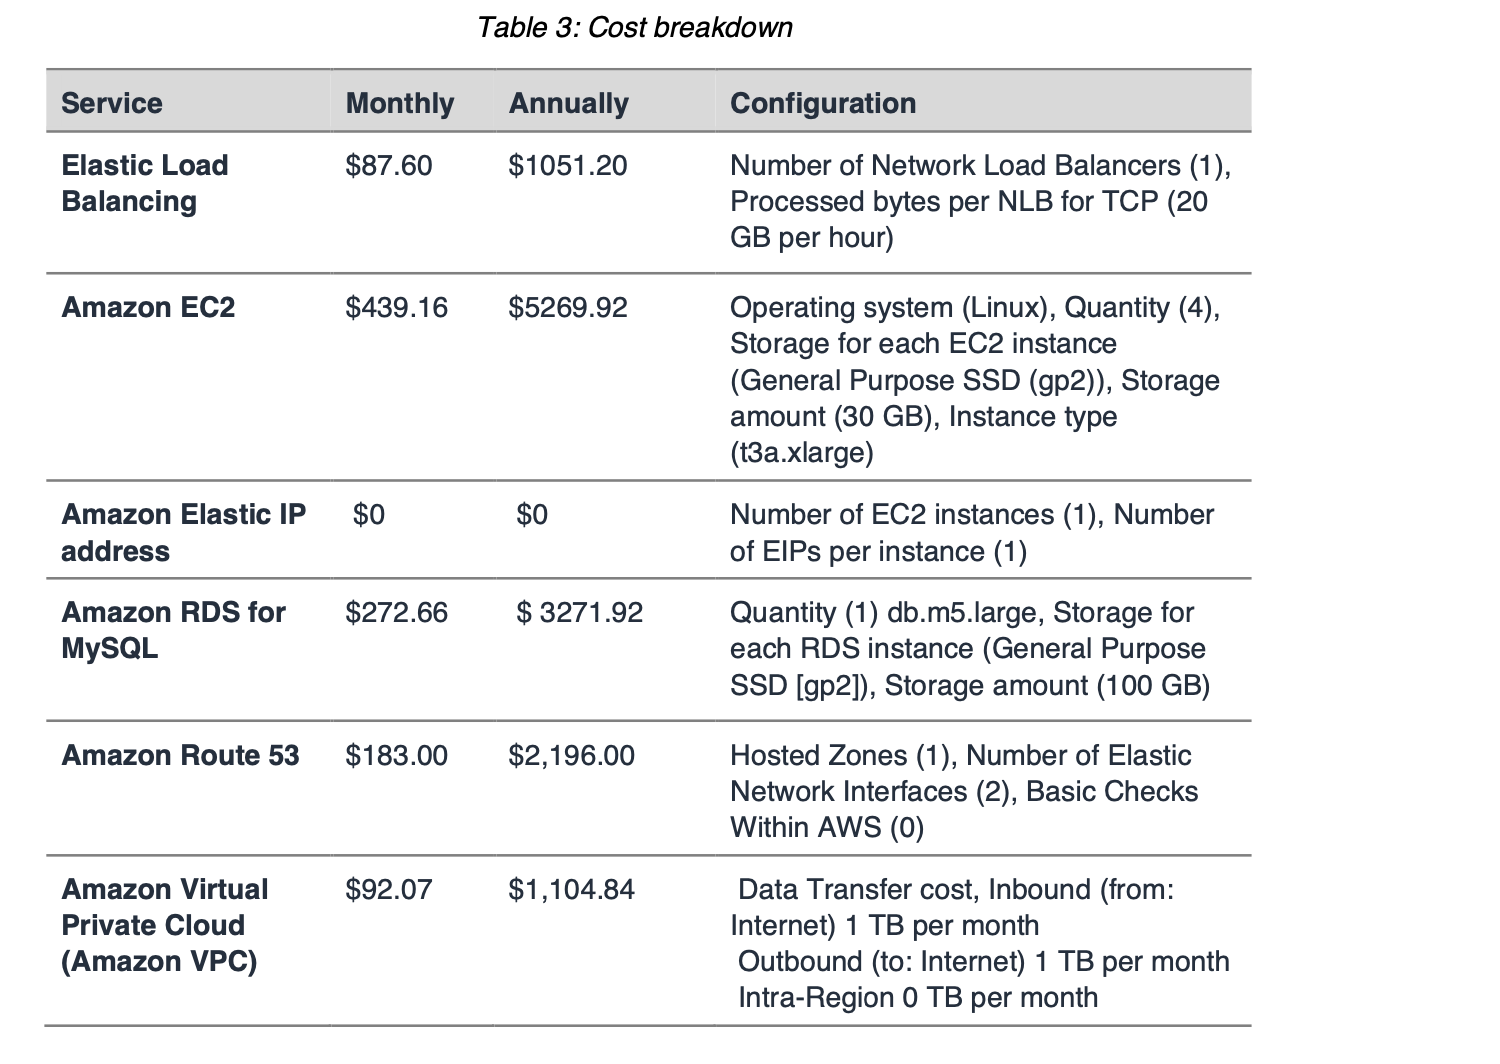 Table 3: Cost breakdown
Service Monthly Annually Configuration
Elastic Load Balancing $87.60 $1051.20 Number of Network Load Balancers (1),
Processed bytes per NLB for TCP (20
GB per hour)
Amazon EC2 $439.16 $5269.92 Operating system (Linux), Quantity (4),
Storage for each EC2 instance
(General Purpose SSD (gp2)), Storage
amount (30 GB), Instance type
(t3a.xlarge)
Amazon Elastic IP address $0 $0 Number of EC2 instances (1), Number
of EIPs per instance (1)
Amazon RDS for MySQL $272.66 $ 3271.92 Quantity (1) db.m5.large, Storage for
each RDS instance (General Purpose
SSD [gp2]), Storage amount (100 GB)
Amazon Route 53 $183.00 $2,196.00 Hosted Zones (1), Number of Elastic
Network Interfaces (2), Basic Checks
Within AWS (0)
Amazon Virtual Private Cloud (Amazon VPC) $92.07 $1,104.84 Data Transfer cost, Inbound (from:
Internet) 1 TB per month
Outbound (to: Internet) 1 TB per month
Intra-Region 0 TB per month